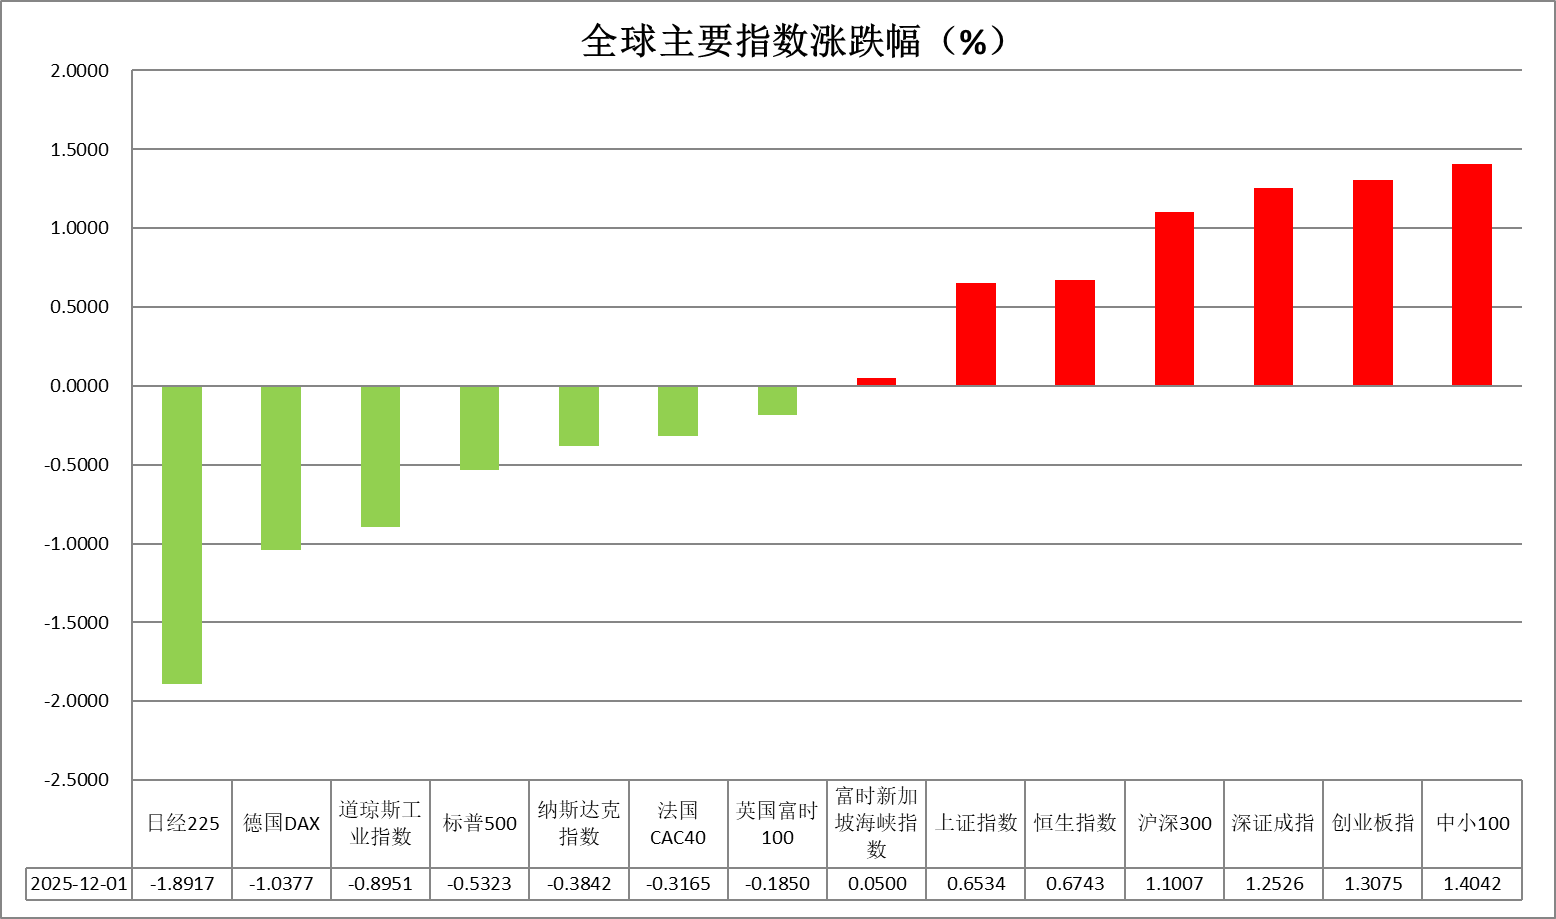 全球主要指数涨跌幅（%）
2.0000
1.5000
1.0000
0.5000
0.0000
-0.5000
-1.0000
-1.5000
-2.0000
-2.5000
日经225
德国DAX
道琼斯工
业指数
标普500
纳斯达克
指数
法国
CAC40
英国富时
100
富时新加
坡海峡指
数
上证指数
恒生指数
沪深300
深证成指
创业板指
中小100
2025-12-01 -1.8917 -1.0377 -0.8951 -0.5323 -0.3842 -0.3165 -0.1850 0.0500 0.6534 0.6743 1.1007 1.2526 1.3075 1.4042